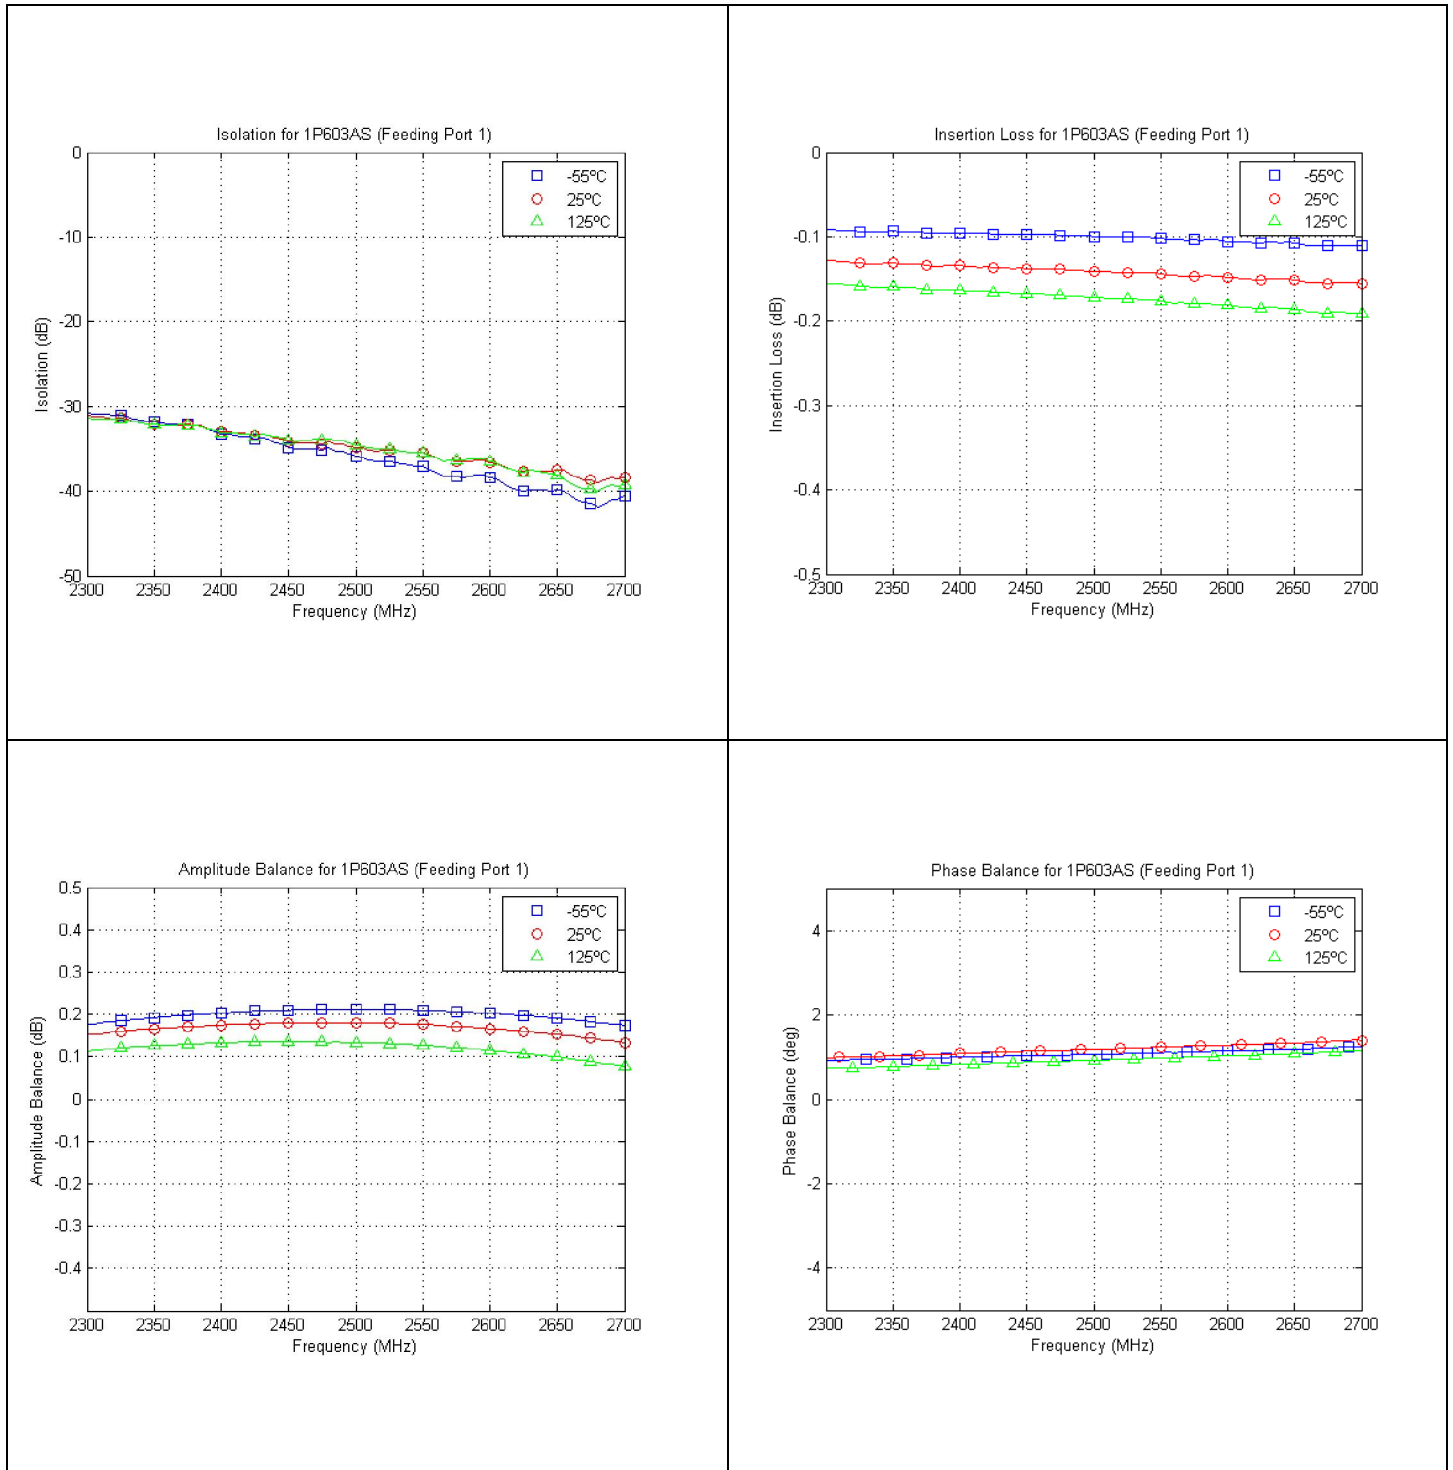 Isolation for 1P603AS (Feeding Port 1)
0
-10
-20
-30
-40
-50
Isolation (dB)
-55ºC
25ºC
125ºC
2300 2350 2400 2450 2500 2550 2600 2650 2700
Frequency (MHz)
Insertion Loss for 1P603AS (Feeding Port 1)
0
-0.1
-0.2
-0.3
-0.4
-0.5
Insertion Loss (dB)
-55ºC
25ºC
125ºC
2300 2350 2400 2450 2500 2550 2600 2650 2700
Frequency (MHz)
Amplitude Balance for 1P603AS (Feeding Port 1)
0.5
0.4
0.3
0.2
0.1
0
-0.1
-0.2
-0.3
-0.4
Amplitude Balance (dB)
-55ºC
25ºC
125ºC
2300 2350 2400 2450 2500 2550 2600 2650 2700
Frequency (MHz)
Phase Balance for 1P603AS (Feeding Port 1)
4
2
0
-2
-4
Phase Balance (deg)
-55ºC
25ºC
125ºC
2300 2350 2400 2450 2500 2550 2600 2650 2700
Frequency (MHz)